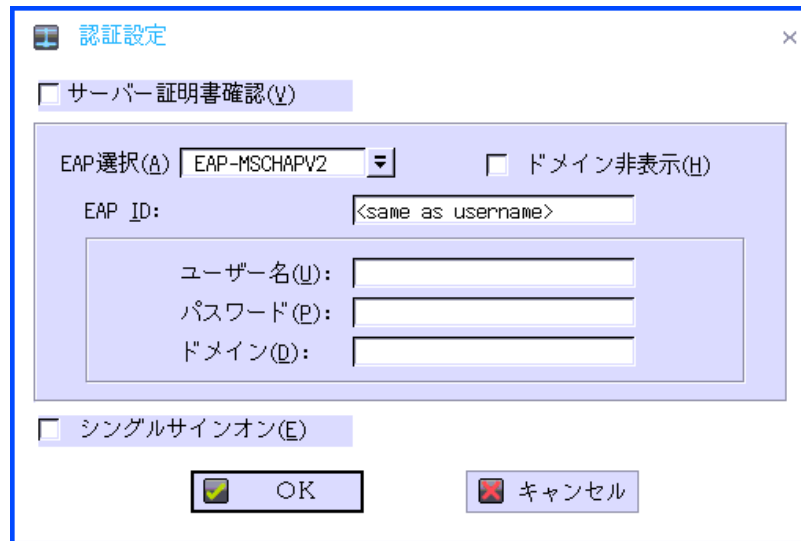 認証設定
サーバー証明書確認(V)
EAP選択(A) EAP-MSCHAPV2 ドメイン非表示(H)
EAP ID: <same as username>
ユーザー名(U):
パスワード(P):
ドメイン(D):
シングルサインオン(E)
OK キャンセル